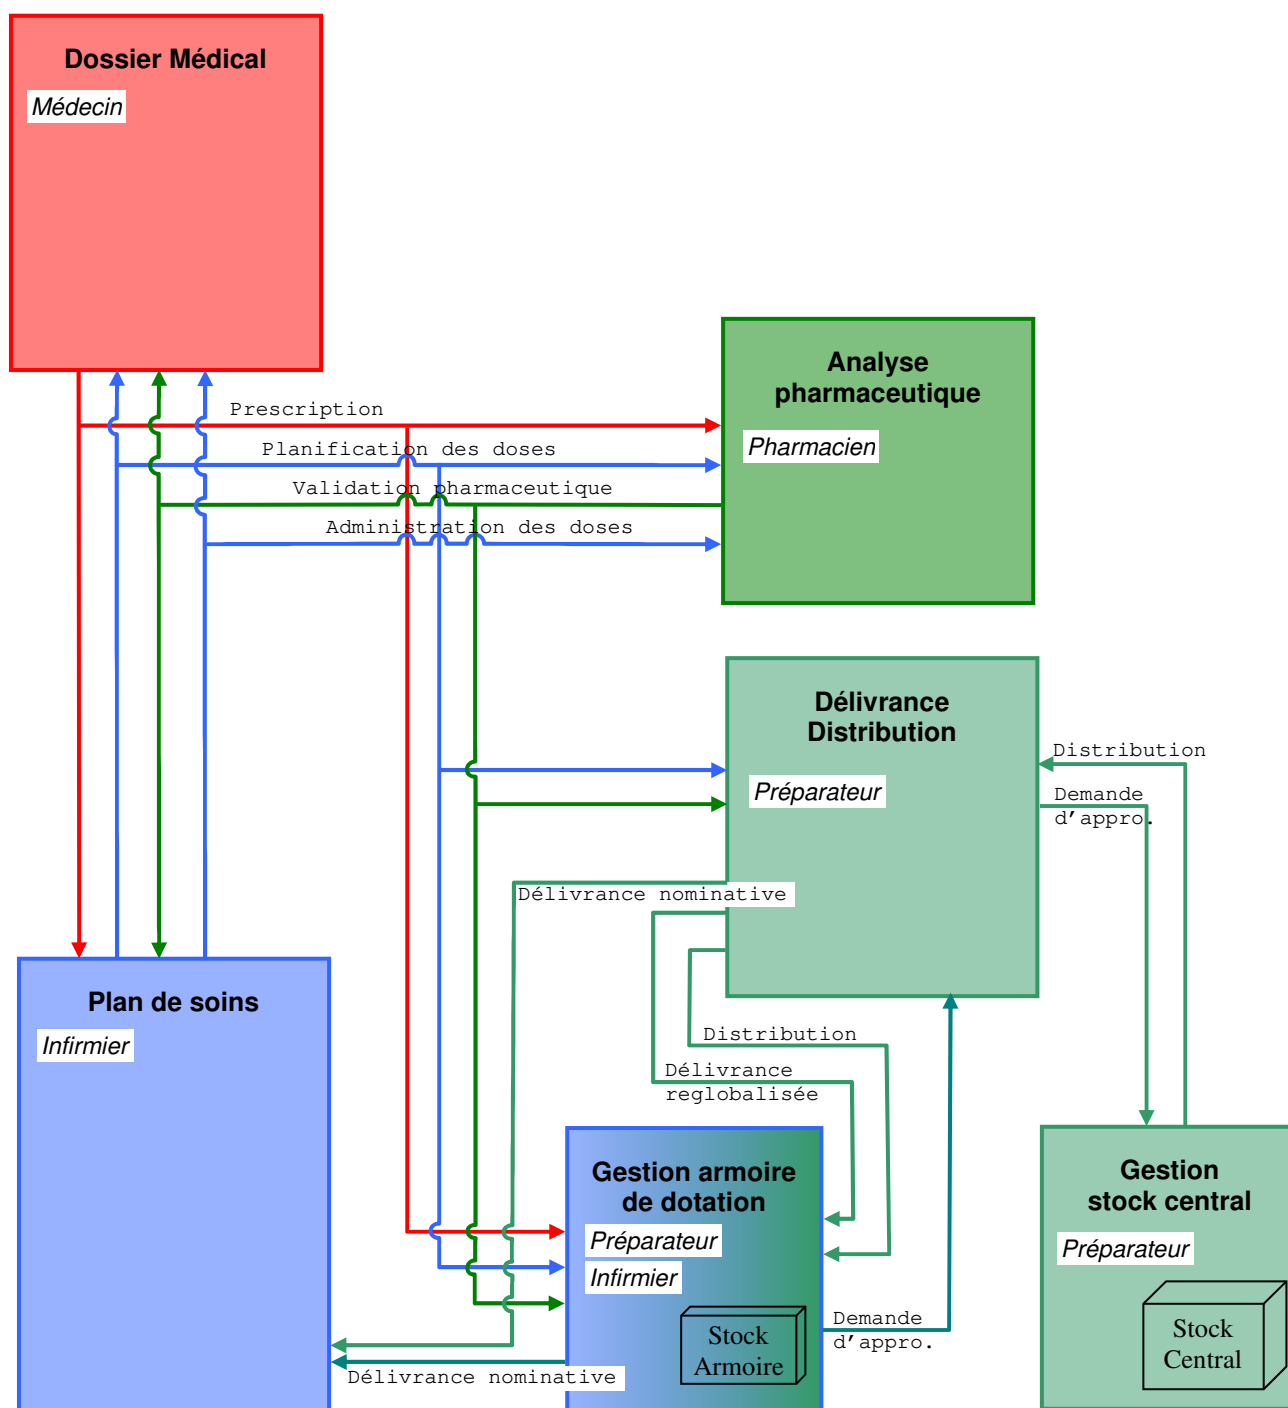 Dossier Médical
Médecin
Analyse
pharmaceutique
Pharmacien
Prescription
Planification des doses
Validation pharmaceutique
Administration des doses
Délivrance
Distribution
Préparateur
Distribution
Demande
d’appro.
Délivrance nominative
Plan de soins
Infirmier
Distribution
Délivrance
reglobalisée
Gestion armoire
de dotation
Préparateur
Infirmier
Stock
Armoire
Demande
d’appro.
Délivrance nominative
Gestion
stock central
Préparateur
Stock
Central